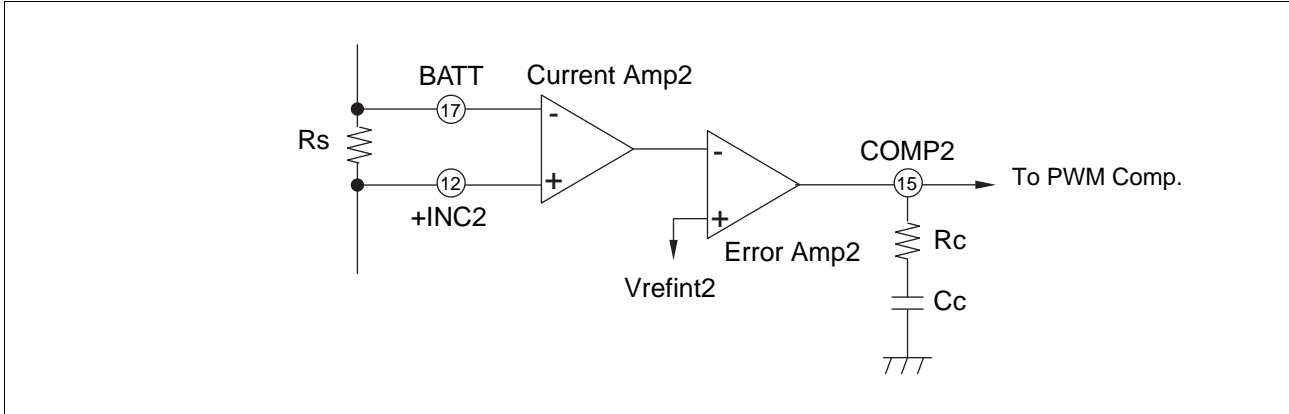 BATT
Current Amp2
17
-
Rs
-
COMP2
12
+
15
To PWM Comp.
+INC2
+
Rc
Error Amp2
Vrefint2
Cc